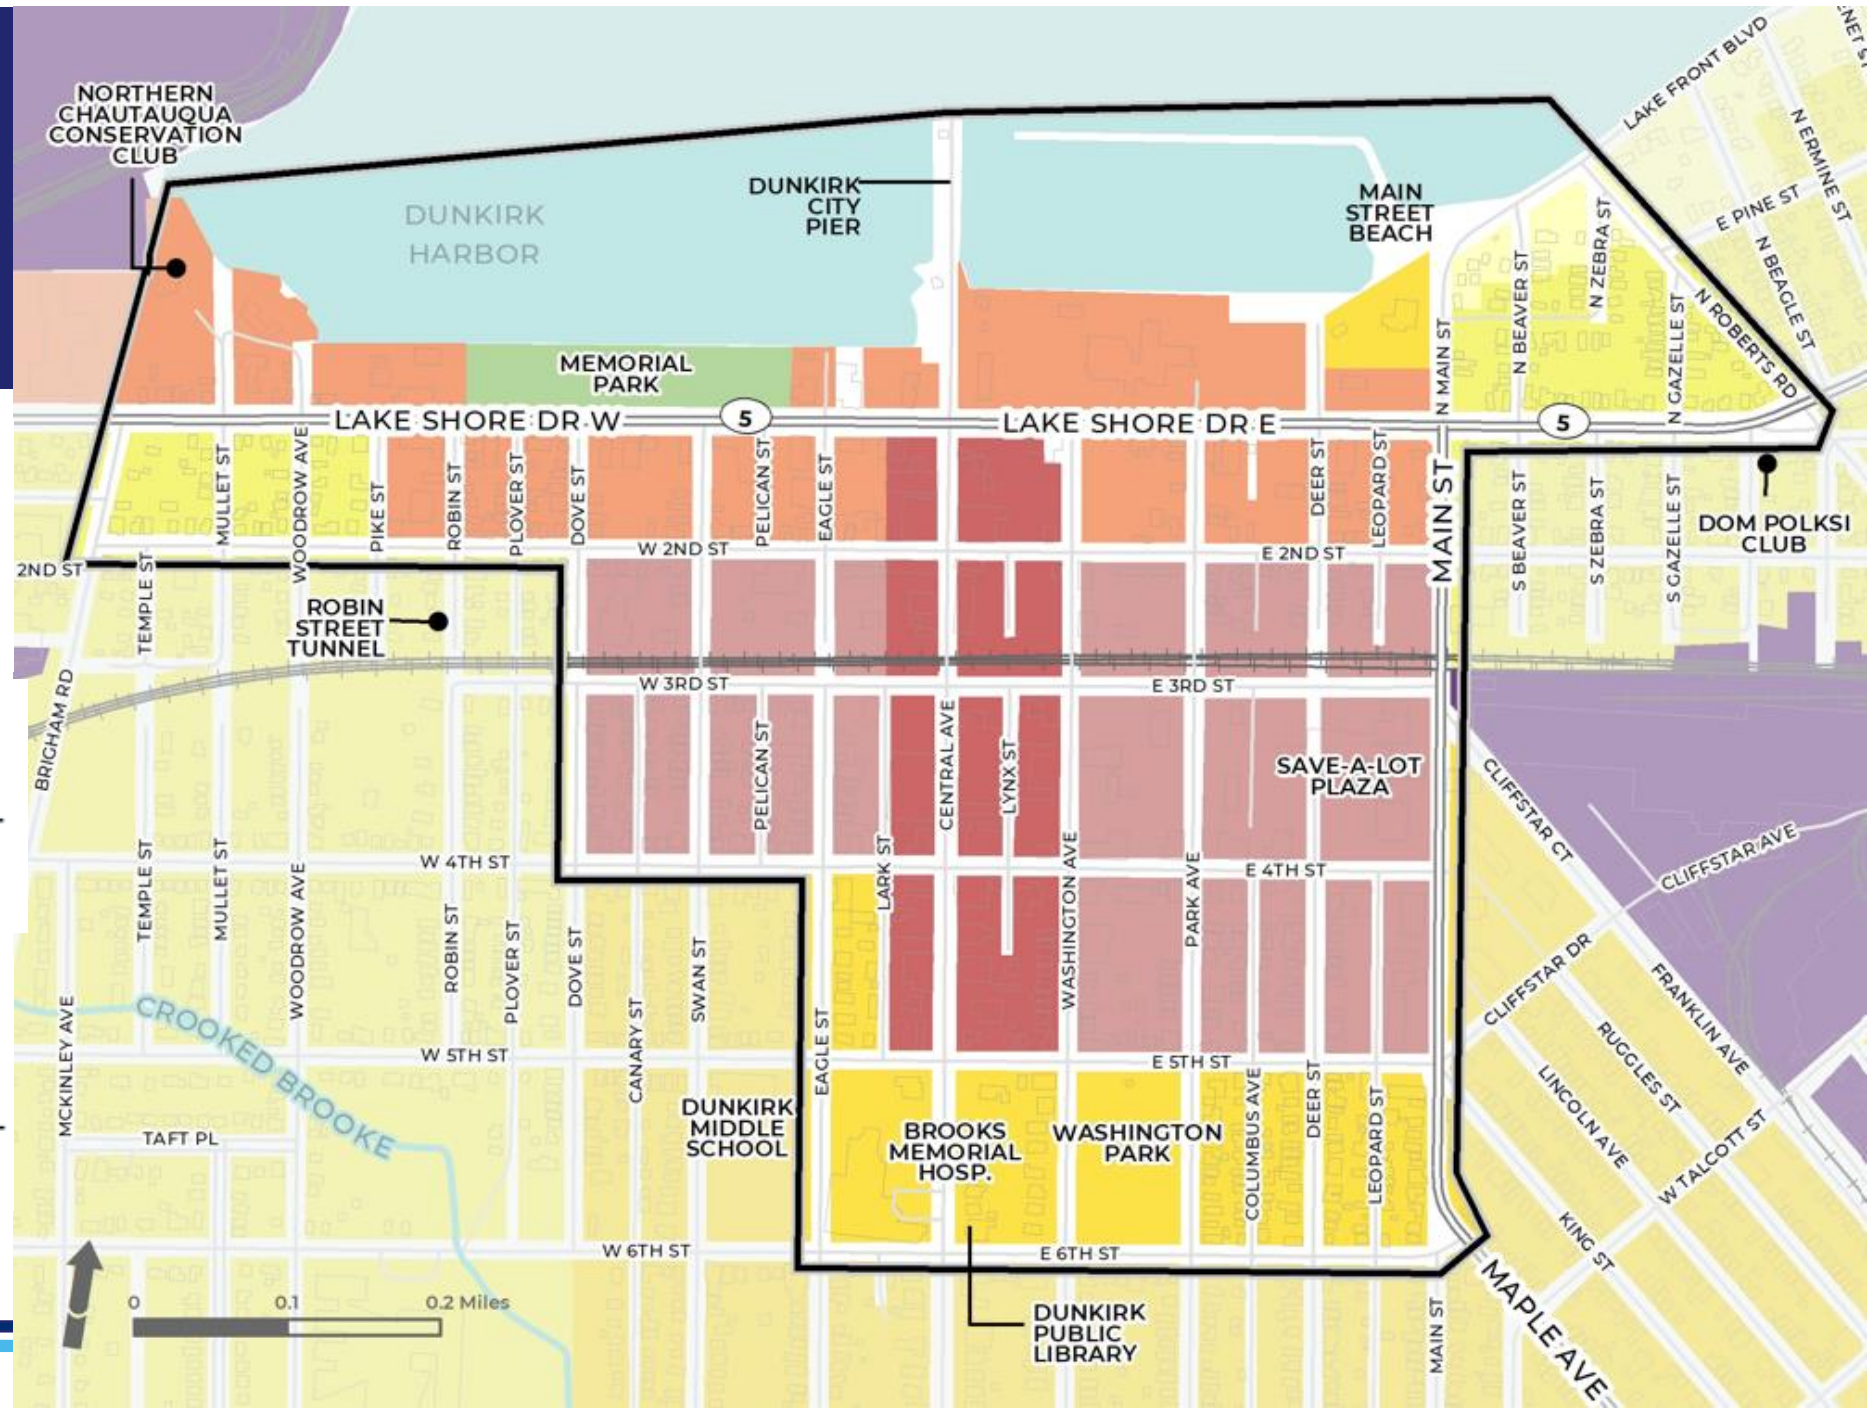 NORTHERN
CHAUTAUQUA
CONSERVATION
CLUB
DUNKIRK
HARBOR
DUNKIRK
CITY
PIER
MAIN
STREET
BEACH
LAKE FRONT BLVD
N ERMINE ST
E PINE ST
N BEAGLE ST
N ZEBRA ST
N BEAVER ST
N GAZELLE ST
N ROBERTS RD
N MAIN ST
MEMORIAL
PARK
LAKE SHORE DR W
5
LAKE SHORE DR E
5
MULLET ST
WOODROW AVE
PIKE ST
ROBIN ST
PLOVER ST
DOVE ST
PELICAN ST
EAGLE ST
DEER ST
LEOPARD ST
MAIN ST
S BEAVER ST
S ZEBRA ST
S GAZELLE ST
DOM POLKSI
CLUB
W 2ND ST
E 2ND ST
2ND ST
TEMPLE ST
ROBIN
STREET
TUNNEL
BRIGHAM RD
W 3RD ST
E 3RD ST
PELICAN ST
CENTRAL AVE
LYNX ST
SAVE-A-LOT
PLAZA
CLIFFSTAR CT
CLIFFSTAR AVE
W 4TH ST
E 4TH ST
TEMPLE ST
MULLET ST
WOODROW AVE
ROBIN ST
PLOVER ST
DOVE ST
CANARY ST
SWAN ST
LARK ST
WASHINGTON AVE
PARK AVE
CLIFFSTAR DR
FRANKLIN AVE
RUGGLES ST
LINCOLN AVE
W TALCOTT ST
KING ST
MCKINLEY AVE
CROOKED BROOKE
W 5TH ST
E 5TH ST
EAGLE ST
TAFT PL
DUNKIRK
MIDDLE
SCHOOL
BROOKS
MEMORIAL
HOSP.
WASHINGTON
PARK
COLUMBUS AVE
DEER ST
LEOPARD ST
W 6TH ST
E 6TH ST
0 0.1 0.2 Miles
DUNKIRK
PUBLIC
LIBRARY
MAIN ST
MAPLE AVE